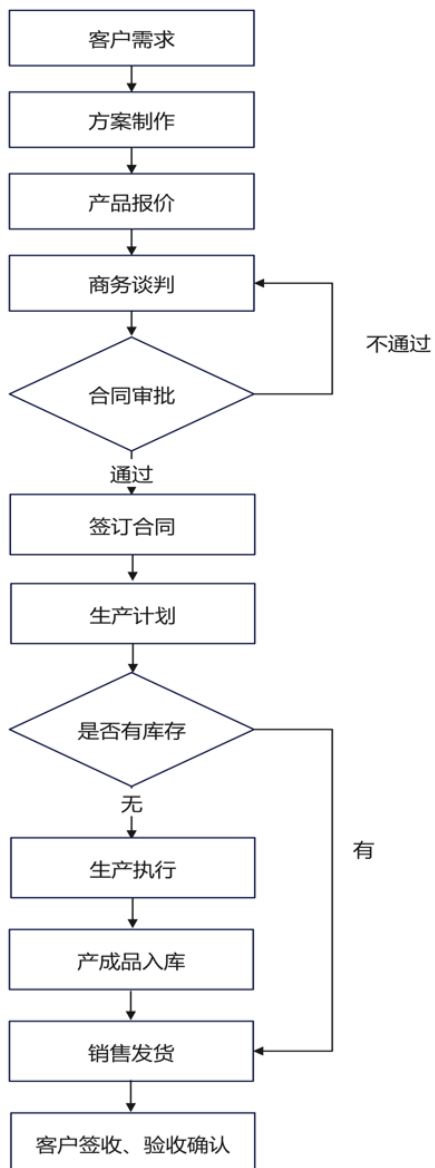 客户需求
方案制作
产品报价
商务谈判
不通过
合同审批
通过
签订合同
生产计划
是否有库存
无
有
生产执行
产成品入库
销售发货
客户签收、验收确认